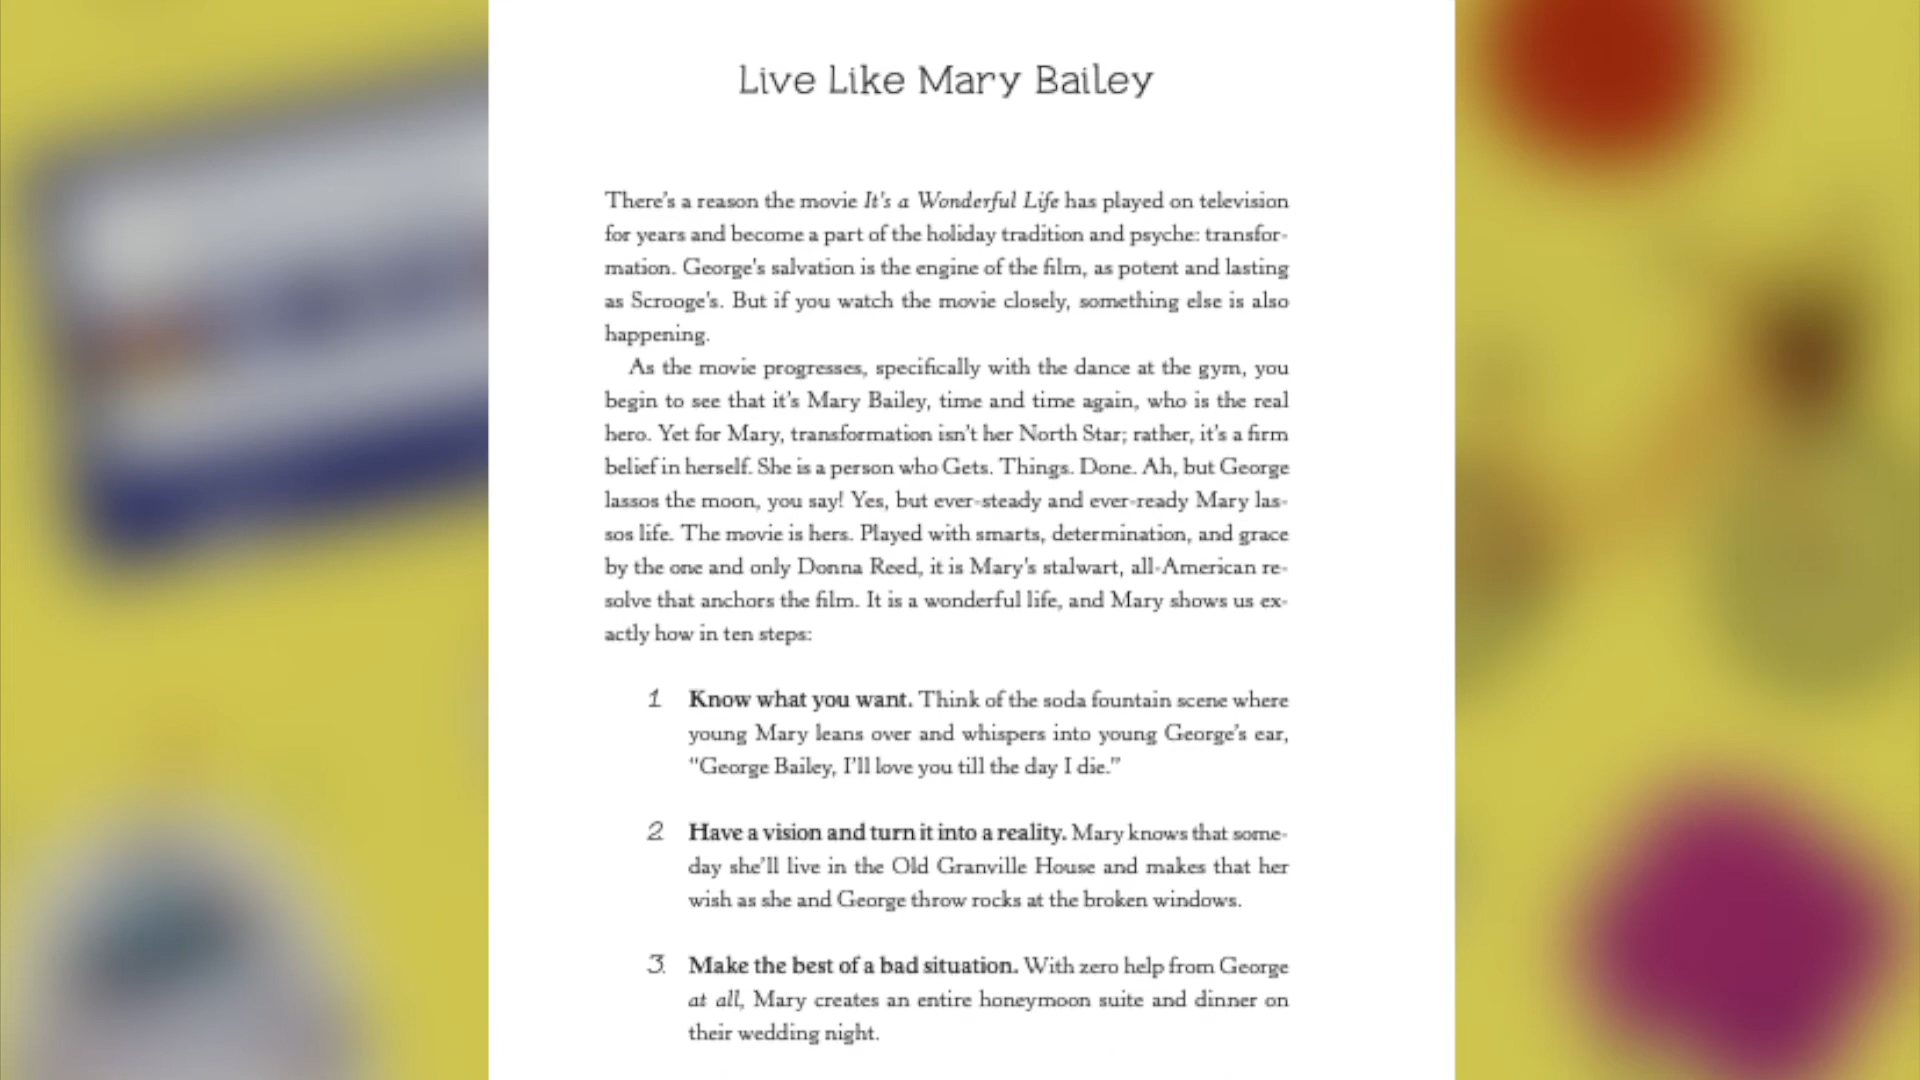 Live Like Mary Bailey
There's a reason the movie It's a Wonderful Life has played on television
for years and become a part of the holiday tradition and psyche: transfor-
mation. George's salvation is the engine of the film, as potent and lasting
as Scrooge's. But if you watch the movie closely, something else is also
happening.
As the movie progresses, specifically with the dance at the gym, you
begin to see that it's Mary Bailey, time and time again, who is the real
hero. Yet for Mary, transformation isn't her North Star; rather, it's a firm
belief in herself. She is a person who Gets. Things. Done. Ah, but George
lassos the moon, you say! Yes, but ever-steady and ever-ready Mary las-
sos life. The movie is hers. Played with smarts, determination, and grace
by the one and only Donna Reed, it is Mary's stalwart, all-American re-
solve that anchors the film. It is a wonderful life, and Mary shows us ex-
actly how in ten steps:
1 Know what you want. Think of the soda fountain scene where
young Mary leans over and whispers into young George's ear,
"George Bailey, I'll love you till the day I die."
2 Have a vision and turn it into a reality. Mary knows that some-
day she'll live in the Old Granville House and makes that her
wish as she and George throw rocks at the broken windows.
3. Make the best of a bad situation. With zero help from George
at all, Mary creates an entire honeymoon suite and dinner on
their wedding night.